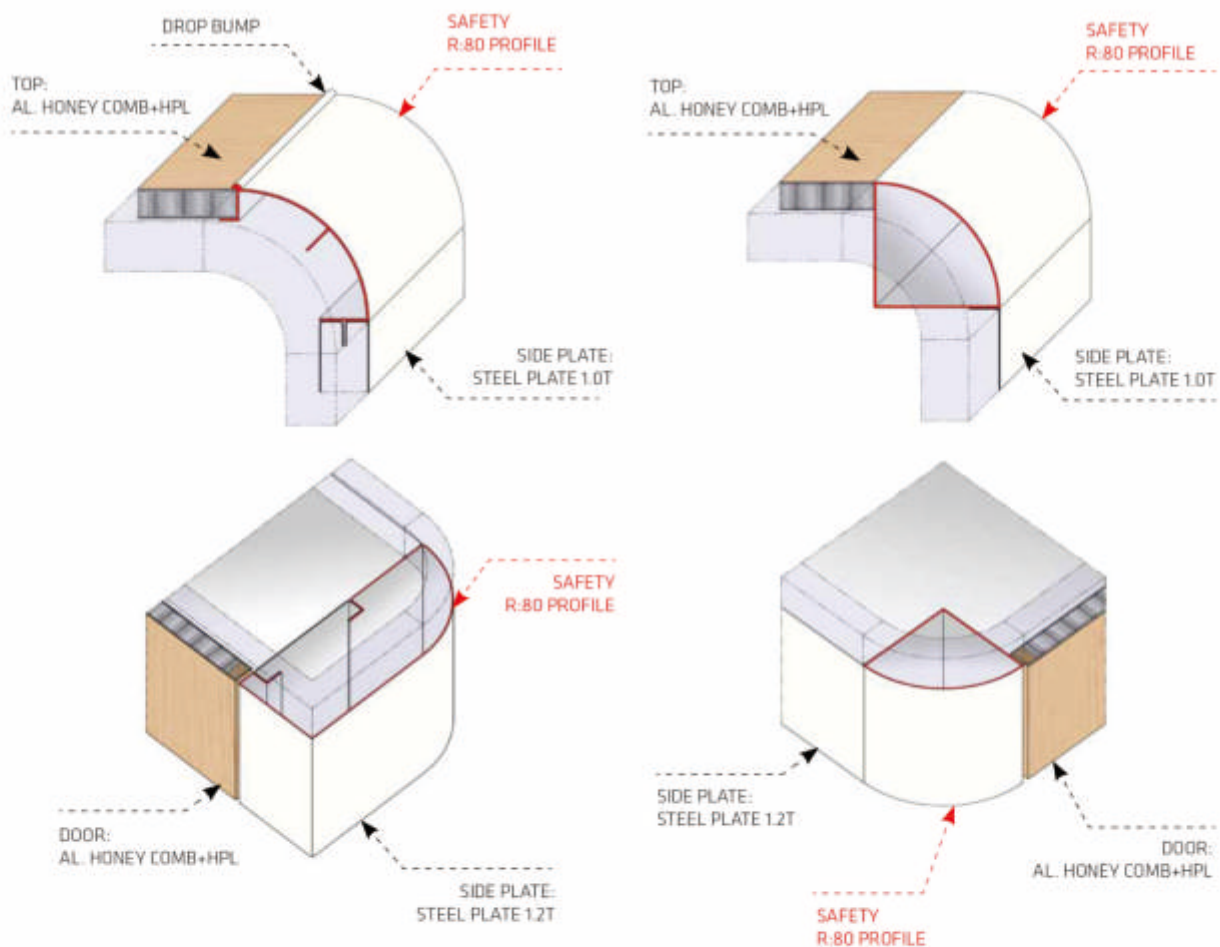 DROP BUMP
SAFETY
R:80 PROFILE
TOP:
AL. HONEY COMB+HPL
SIDE PLATE:
STEEL PLATE 1.0T
SAFETY
R:80 PROFILE
TOP:
AL. HONEY COMB+HPL
SIDE PLATE:
STEEL PLATE 1.0T
SAFETY
R:80 PROFILE
DOOR:
AL. HONEY COMB+HPL
SIDE PLATE:
STEEL PLATE 1.2T
SIDE PLATE:
STEEL PLATE 1.2T
DOOR:
AL. HONEY COMB+HPL
SAFETY
R:80 PROFILE